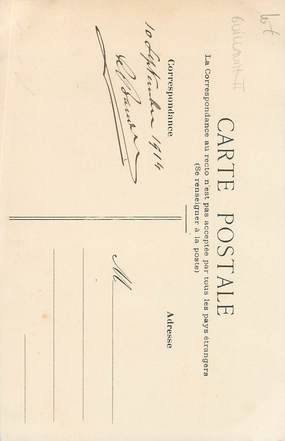 CARTE POSTALE
La Correspondance au recto n'est pas acceptée par tous les pays étrangers
(Se renseigner à la poste)
Correspondance
Adresse
10 Septembre 1914
M